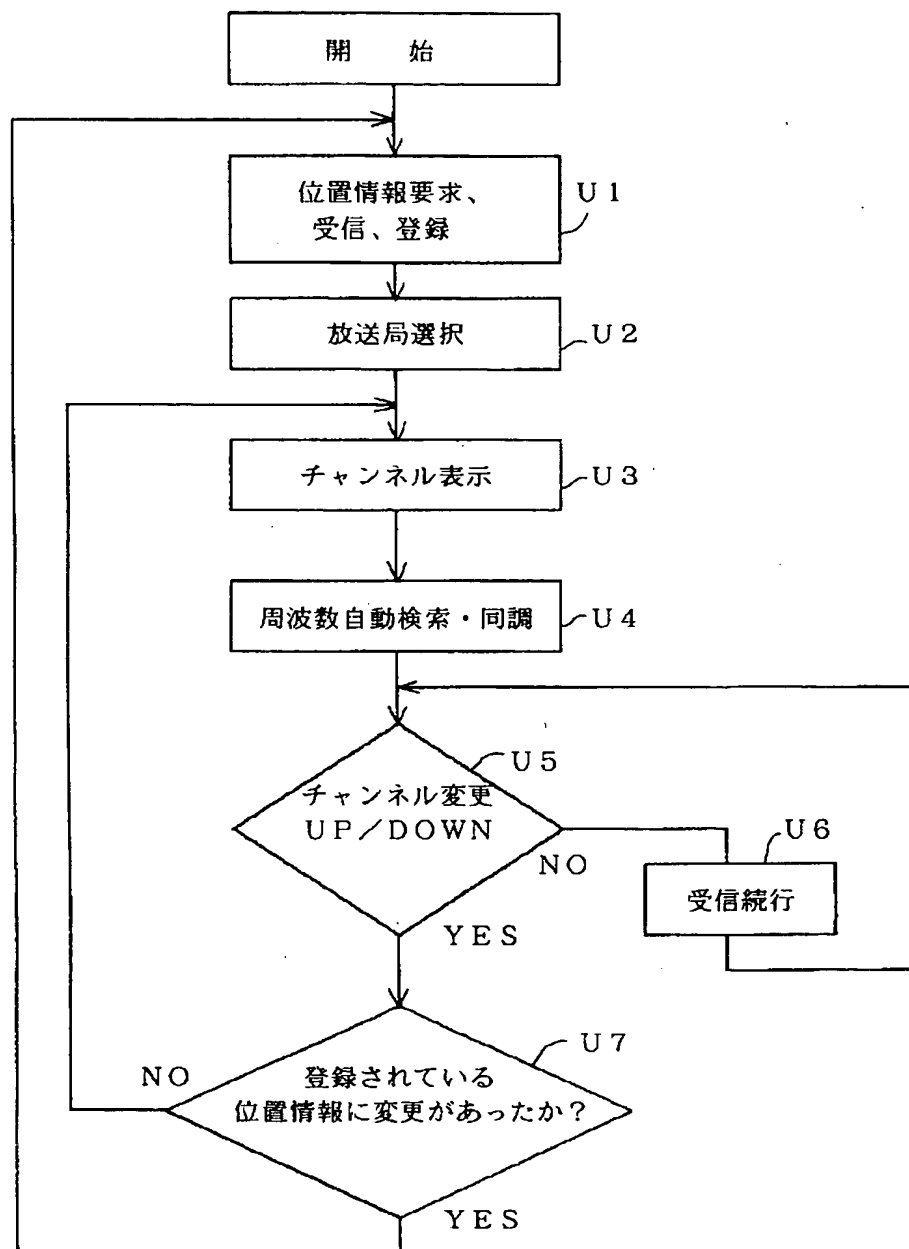 開　始
位置情報要求、
受信、登録
U1
放送局選択
U2
チャンネル表示
U3
周波数自動検索・同調
U4
U5
チャンネル変更
UP／DOWN
NO
U6
受信続行
YES
U7
NO
登録されている
位置情報に変更があったか？
YES